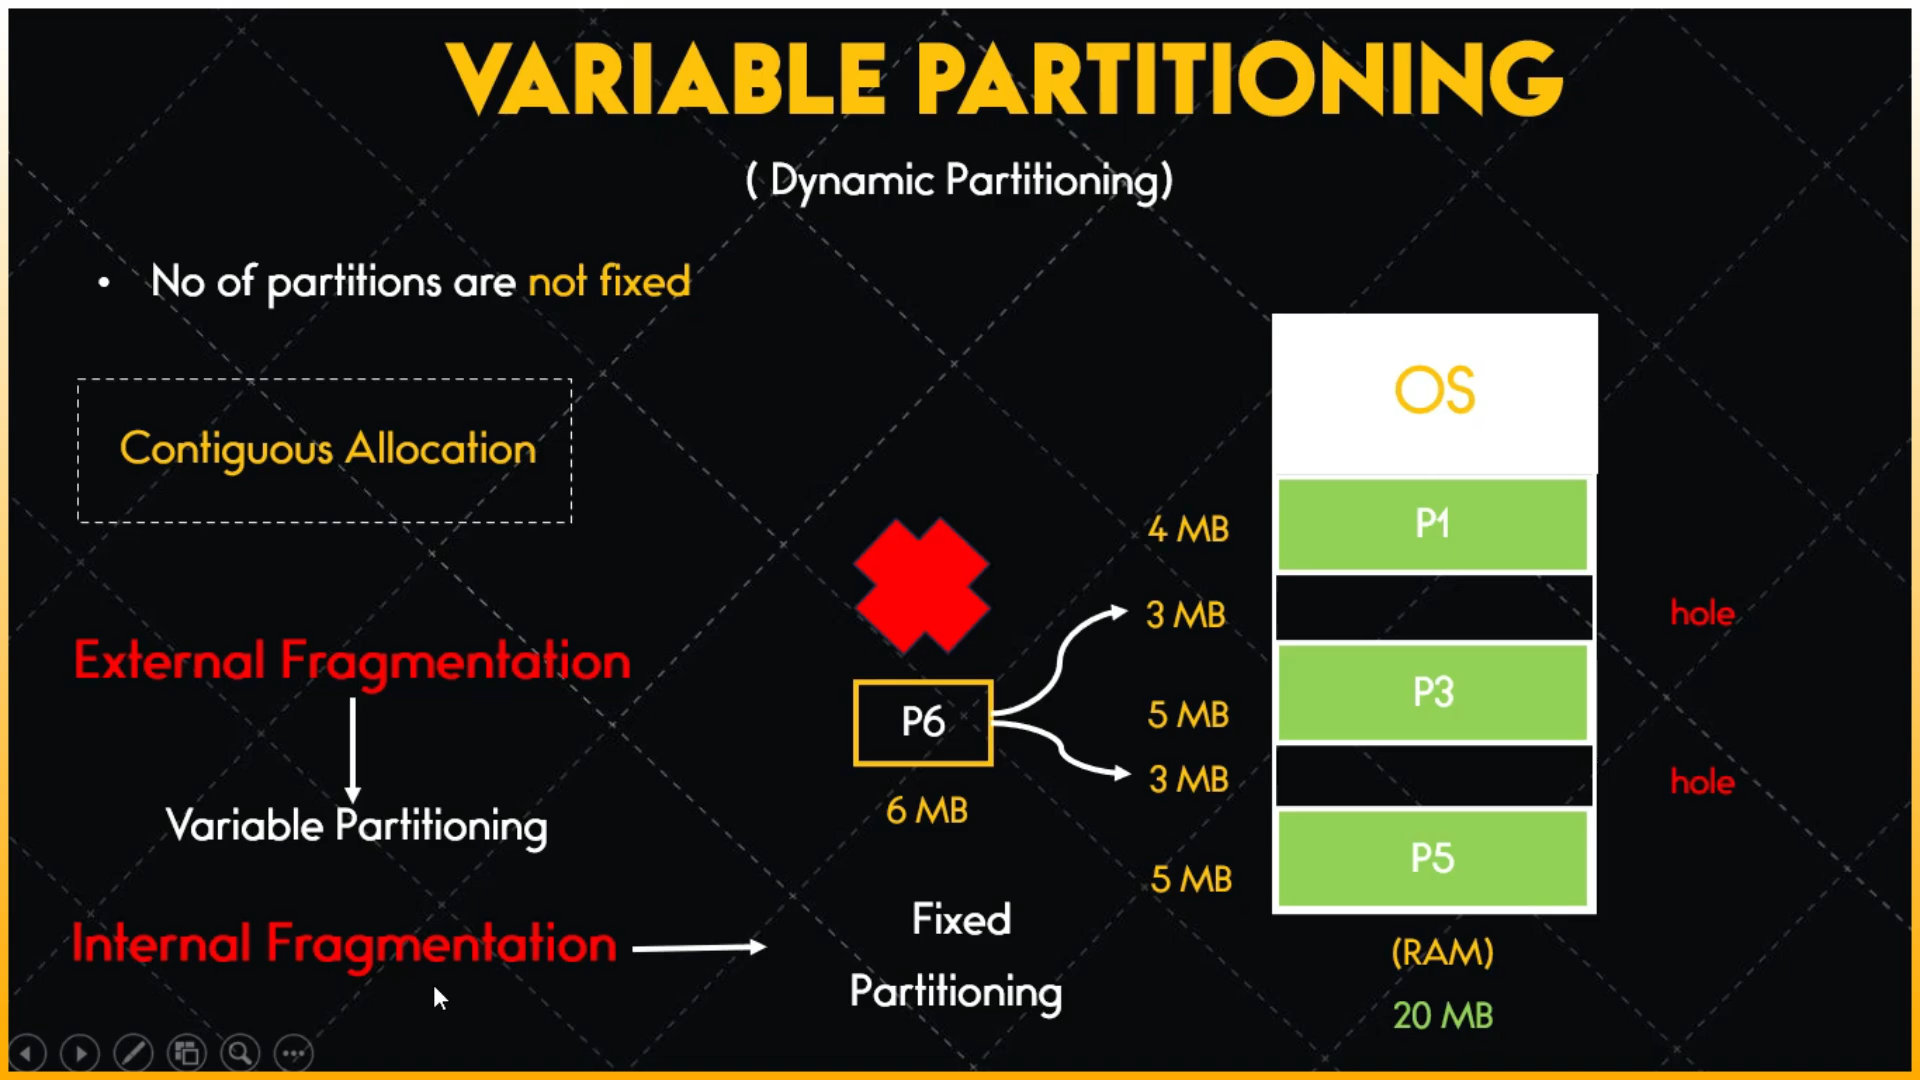 VARIABLE PARTITIONING
( Dynamic Partitioning)
• No of partitions are not fixed
Contiguous Allocation
External Fragmentation
Variable Partitioning
Internal Fragmentation
Fixed
Partitioning
P6
6 MB
4 MB
3 MB
5 MB
3 MB
5 MB
OS
P1
P3
P5
hole
hole
(RAM)
20 MB